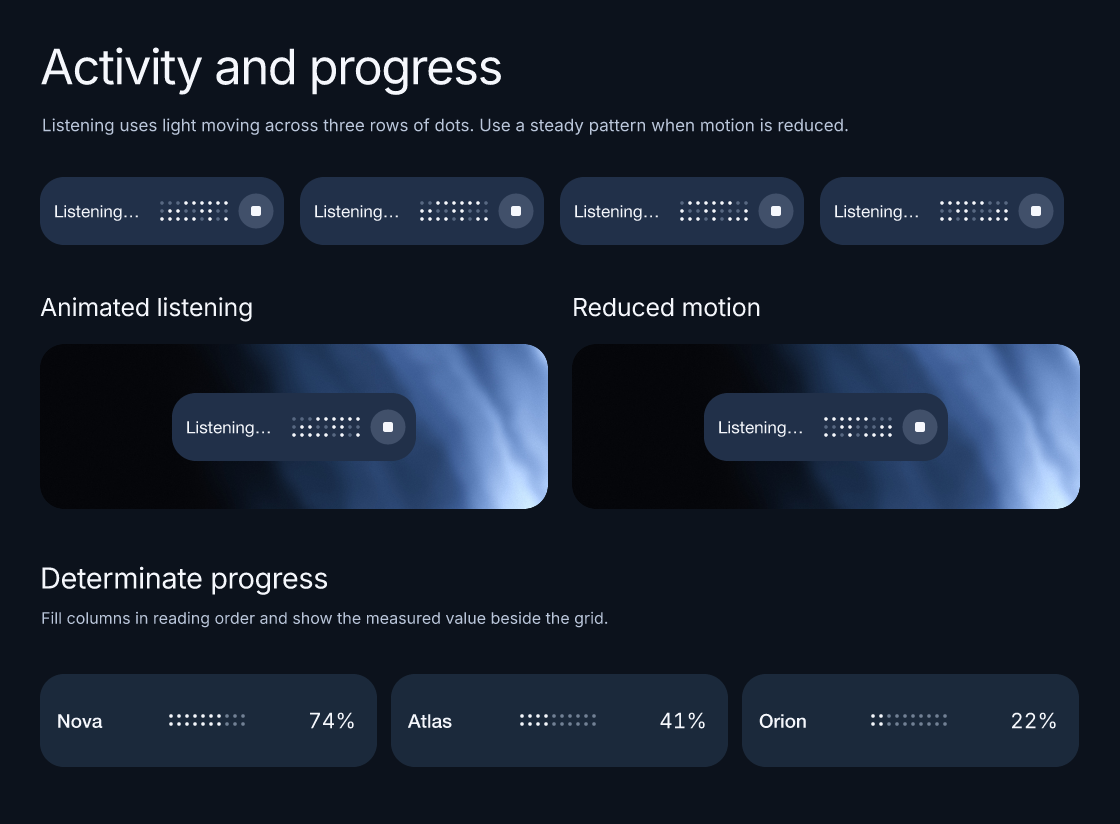 Activity and progress
Listening uses light moving across three rows of dots. Use a steady pattern when motion is reduced.
Listening...
Listening...
Listening...
Listening...
Animated listening
Reduced motion
Listening...
Listening...
Determinate progress
Fill columns in reading order and show the measured value beside the grid.
Nova 74%
Atlas 41%
Orion 22%